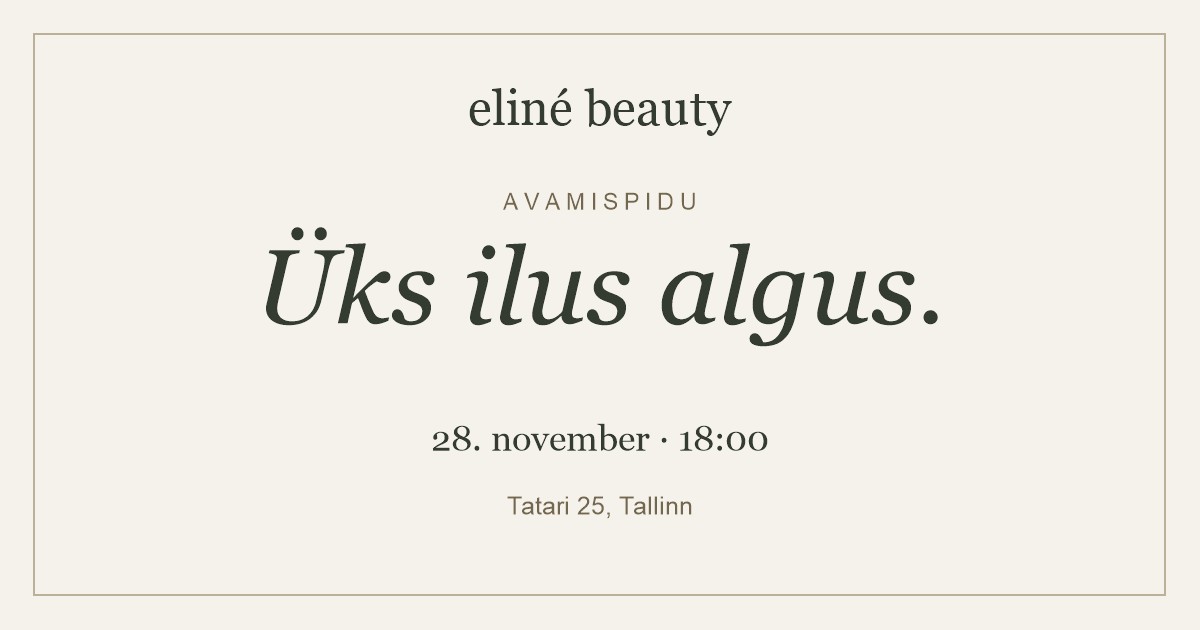 eliné beauty
AVAMISPIDU
Üks ilus algus.
28. november · 18:00
Tatari 25, Tallinn